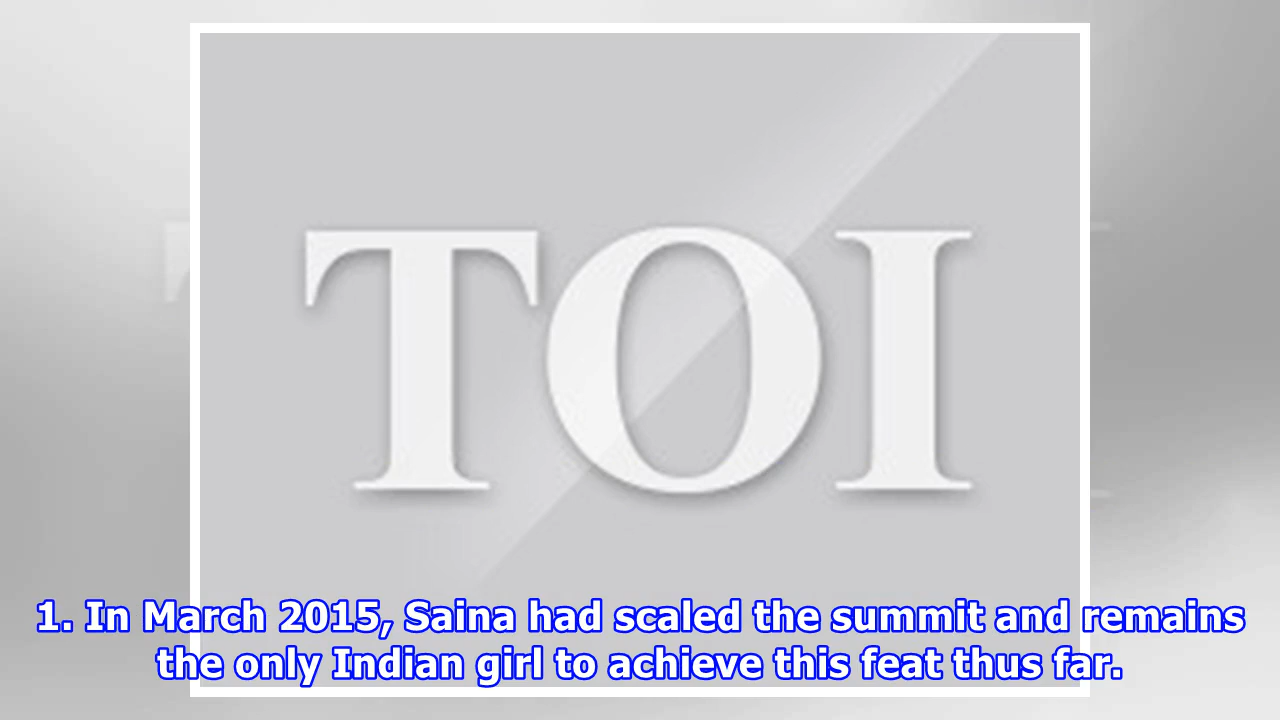 TOI
1. In March 2015, Saina had scaled the summit and remains
the only Indian girl to achieve this feat thus far.